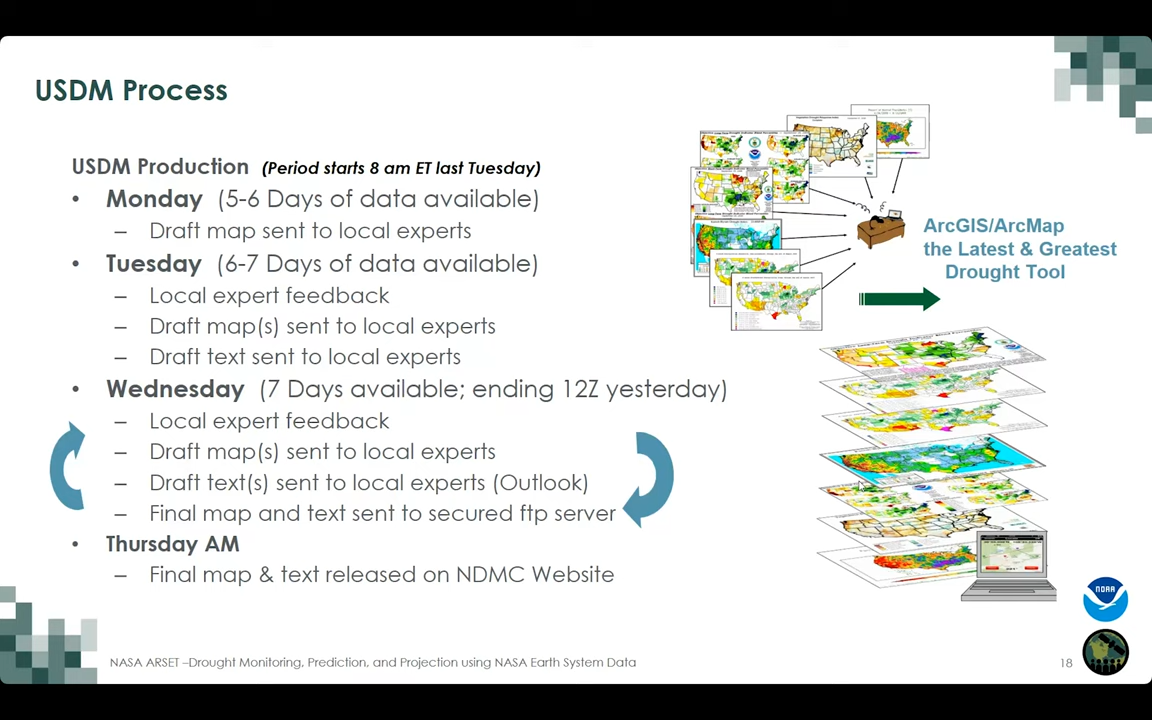 USDM Process
USDM Production (Period starts 8 am ET last Tuesday)
• Monday (5-6 Days of data available)
– Draft map sent to local experts
• Tuesday (6-7 Days of data available)
– Local expert feedback
– Draft map(s) sent to local experts
– Draft text sent to local experts
• Wednesday (7 Days available; ending 12Z yesterday)
– Local expert feedback
– Draft map(s) sent to local experts
– Draft text(s) sent to local experts (Outlook)
– Final map and text sent to secured ftp server
• Thursday AM
– Final map & text released on NDMC Website
ArcGIS/ArcMap
the Latest & Greatest
Drought Tool
NOAA
NASA ARSET –Drought Monitoring, Prediction, and Projection using NASA Earth System Data
18